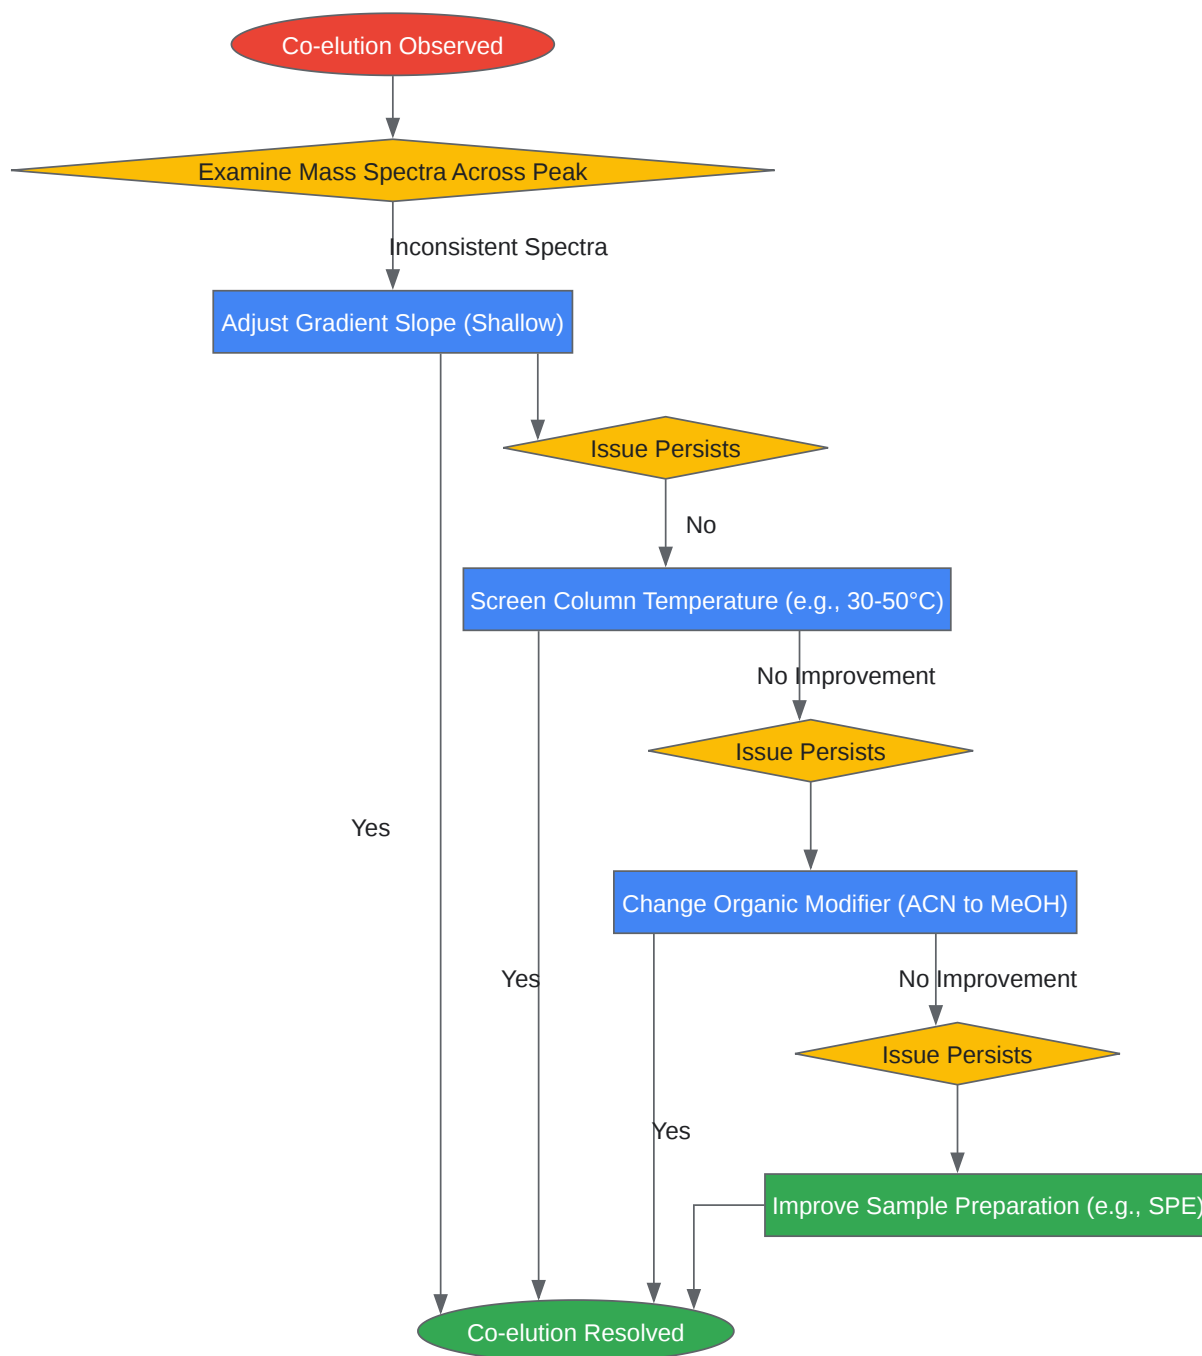 Co-elution Observed
Examine Mass Spectra Across Peak
Inconsistent Spectra
Adjust Gradient Slope (Shallow)
Issue Persists
No
Screen Column Temperature (e.g., 30-50°C)
No Improvement
Issue Persists
Yes
Change Organic Modifier (ACN to MeOH)
Yes
No Improvement
Issue Persists
Yes
Improve Sample Preparation (e.g., SPE)
Co-elution Resolved